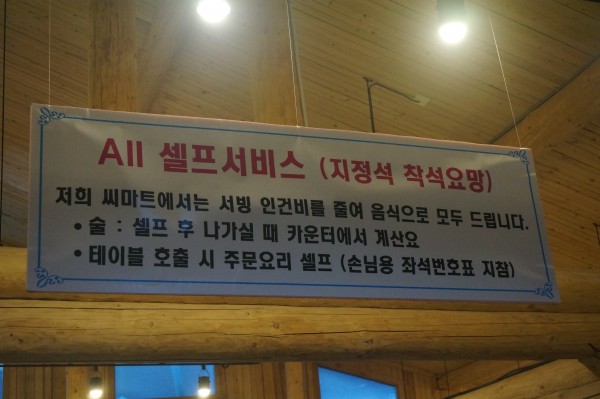 All 셀프서비스 (지정석 착석요망)
저희 씨마트에서는 서빙 인건비를 줄여 음식으로 모두 드립니다.
• 술 : 셀프 후 나가실 때 카운터에서 계산요
• 테이블 호출 시 주문요리 셀프 (손님용 좌석번호표 지참)